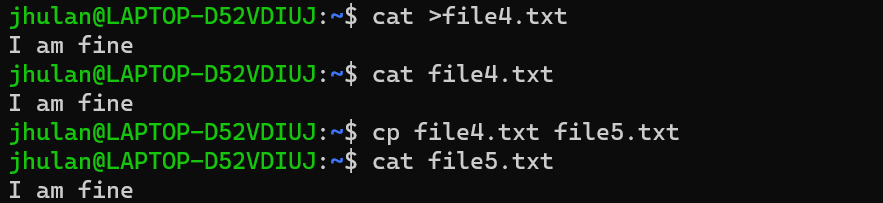 jhulan@LAPTOP-D52VDIUJ:~$ cat >file4.txt
I am fine
jhulan@LAPTOP-D52VDIUJ:~$ cat file4.txt
I am fine
jhulan@LAPTOP-D52VDIUJ:~$ cp file4.txt file5.txt
jhulan@LAPTOP-D52VDIUJ:~$ cat file5.txt
I am fine